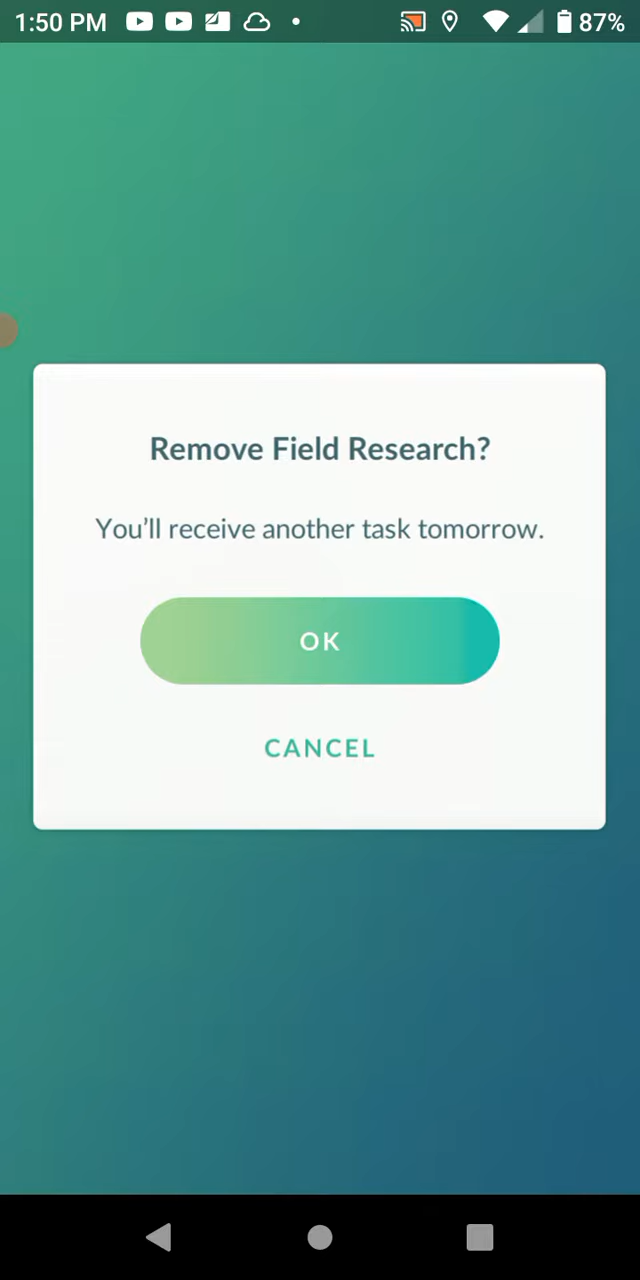 1:50 PM 87%
Remove Field Research?
You'll receive another task tomorrow.
OK
CANCEL